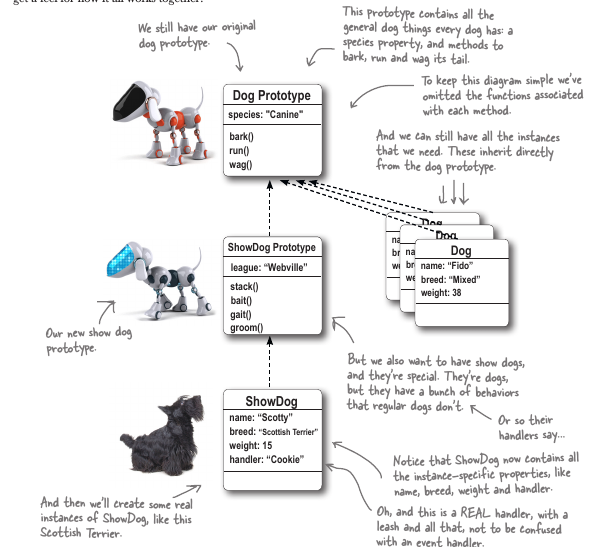 get a feel for how it all works together:
We still have our original
dog prototype.
This prototype contains all the
general dog things every dog has: a
species property, and methods to
bark, run and wag its tail.
To keep this diagram simple we've
omitted the functions associated
with each method.
And we can still have all the instances
that we need. These inherit directly
from the dog prototype.
Dog Prototype
species: "Canine"
bark()
run()
wag()
Dog
na
br
we
Dog
na
br
we
Dog
name: “Fido”
breed: “Mixed”
weight: 38
ShowDog Prototype
league: “Webville”
stack()
bait()
gait()
groom()
Our new show dog
prototype.
But we also want to have show dogs,
and they're special. They're dogs,
but they have a bunch of behaviors
that regular dogs don't.
Or so their
handlers say...
ShowDog
name: “Scotty”
breed: “Scottish Terrier”
weight: 15
handler: “Cookie”
Notice that ShowDog now contains all
the instance-specific properties, like
name, breed, weight and handler.
And then we'll create some real
instances of ShowDog, like this
Scottish Terrier.
Oh, and this is a REAL handler, with a
leash and all that, not to be confused
with an event handler.